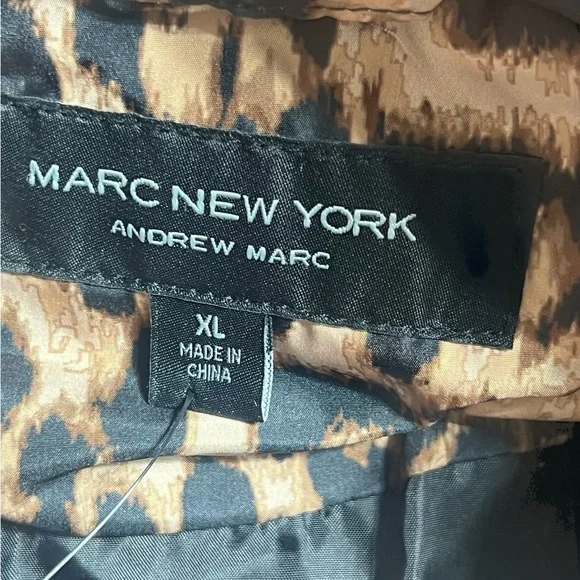 MARC NEW YORK
ANDREW MARC
XL
MADE IN
CHINA